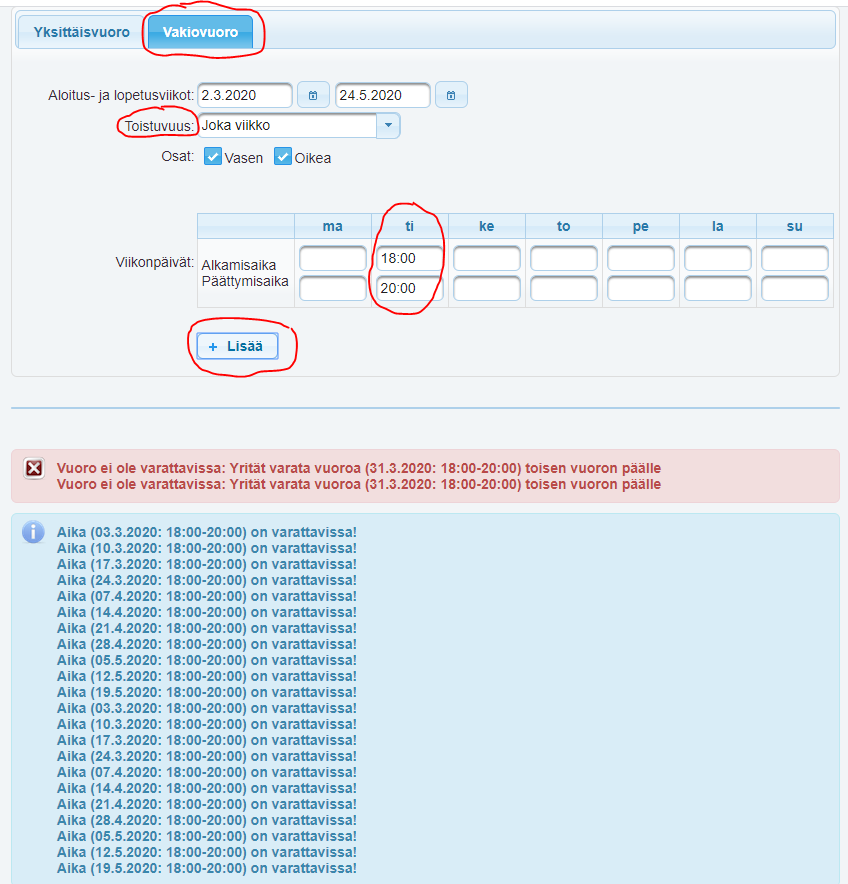 Yksittäisvuoro Vakiovuoro
Aloitus- ja lopetusviikot: 2.3.2020 24.5.2020
Toistuvuus: Joka viikko
Osat: Vasen Oikea
ma ti ke to pe la su
Viikonpäivät: Alkamisaika 18:00
Päättymisaika 20:00
+ Lisää
Vuoro ei ole varattavissa: Yrität varata vuoroa (31.3.2020: 18:00-20:00) toisen vuoron päälle
Vuoro ei ole varattavissa: Yrität varata vuoroa (31.3.2020: 18:00-20:00) toisen vuoron päälle
Aika (03.3.2020: 18:00-20:00) on varattavissa!
Aika (10.3.2020: 18:00-20:00) on varattavissa!
Aika (17.3.2020: 18:00-20:00) on varattavissa!
Aika (24.3.2020: 18:00-20:00) on varattavissa!
Aika (07.4.2020: 18:00-20:00) on varattavissa!
Aika (14.4.2020: 18:00-20:00) on varattavissa!
Aika (21.4.2020: 18:00-20:00) on varattavissa!
Aika (28.4.2020: 18:00-20:00) on varattavissa!
Aika (05.5.2020: 18:00-20:00) on varattavissa!
Aika (12.5.2020: 18:00-20:00) on varattavissa!
Aika (19.5.2020: 18:00-20:00) on varattavissa!
Aika (03.3.2020: 18:00-20:00) on varattavissa!
Aika (10.3.2020: 18:00-20:00) on varattavissa!
Aika (17.3.2020: 18:00-20:00) on varattavissa!
Aika (24.3.2020: 18:00-20:00) on varattavissa!
Aika (07.4.2020: 18:00-20:00) on varattavissa!
Aika (14.4.2020: 18:00-20:00) on varattavissa!
Aika (21.4.2020: 18:00-20:00) on varattavissa!
Aika (28.4.2020: 18:00-20:00) on varattavissa!
Aika (05.5.2020: 18:00-20:00) on varattavissa!
Aika (12.5.2020: 18:00-20:00) on varattavissa!
Aika (19.5.2020: 18:00-20:00) on varattavissa!